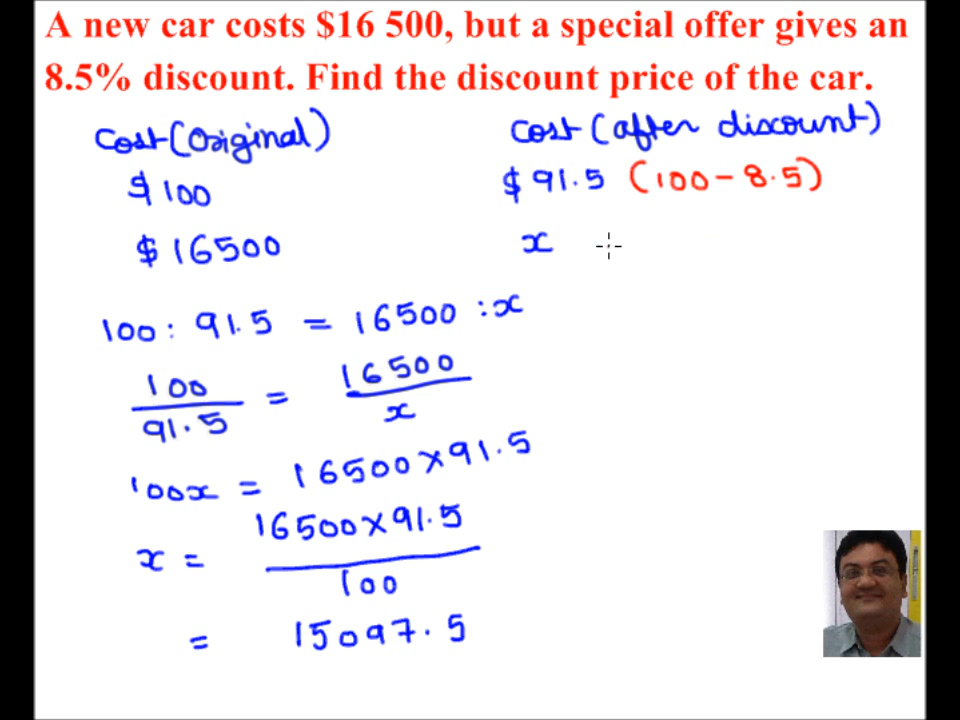 A new car costs $16 500, but a special offer gives an
8.5% discount. Find the discount price of the car.
Cost(Original) Cost (after discount)
$ 100 $ 91.5 (100 - 8.5)
$ 16500 x
100 : 91.5 = 16500 : x
100 / 91.5 = 16500 / x
100x = 16500 × 91.5
x = 16500 × 91.5 / 100
= 15097.5